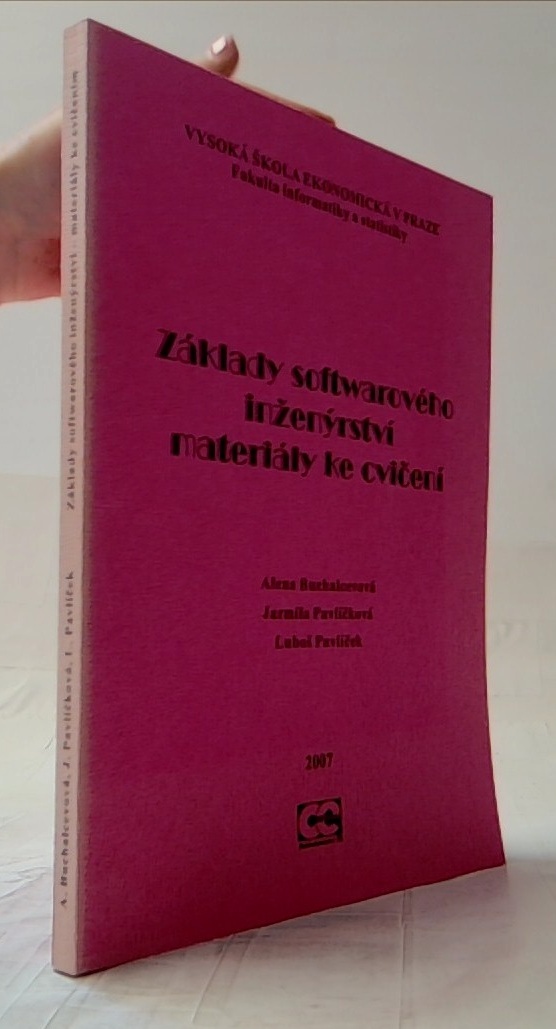 VYSOKÁ ŠKOLA EKONOMICKÁ V PRAZE
Fakulta informatiky a statistiky
Základy softwarového
inženýrství
materiály ke cvičení
Alena Buchalcevová
Jarmila Pavlíčková
Luboš Pavlíček
2007
A. Buchalcevová, J. Pavlíčková, L. Pavlíček Základy softwarového inženýrství - materiály ke cvičením